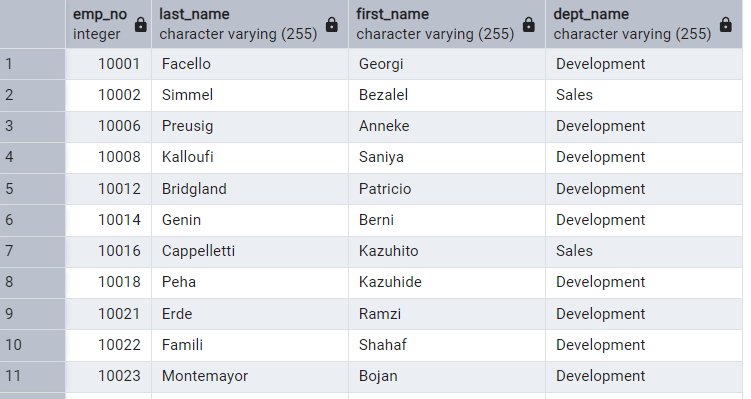 emp_no last_name first_name dept_name
integer character varying (255) character varying (255) character varying (255)
1 10001 Facello Georgi Development
2 10002 Simmel Bezalel Sales
3 10006 Preusig Anneke Development
4 10008 Kalloufi Saniya Development
5 10012 Bridgland Patricio Development
6 10014 Genin Berni Development
7 10016 Cappelletti Kazuhito Sales
8 10018 Peha Kazuhide Development
9 10021 Erde Ramzi Development
10 10022 Famili Shahaf Development
11 10023 Montemayor Bojan Development